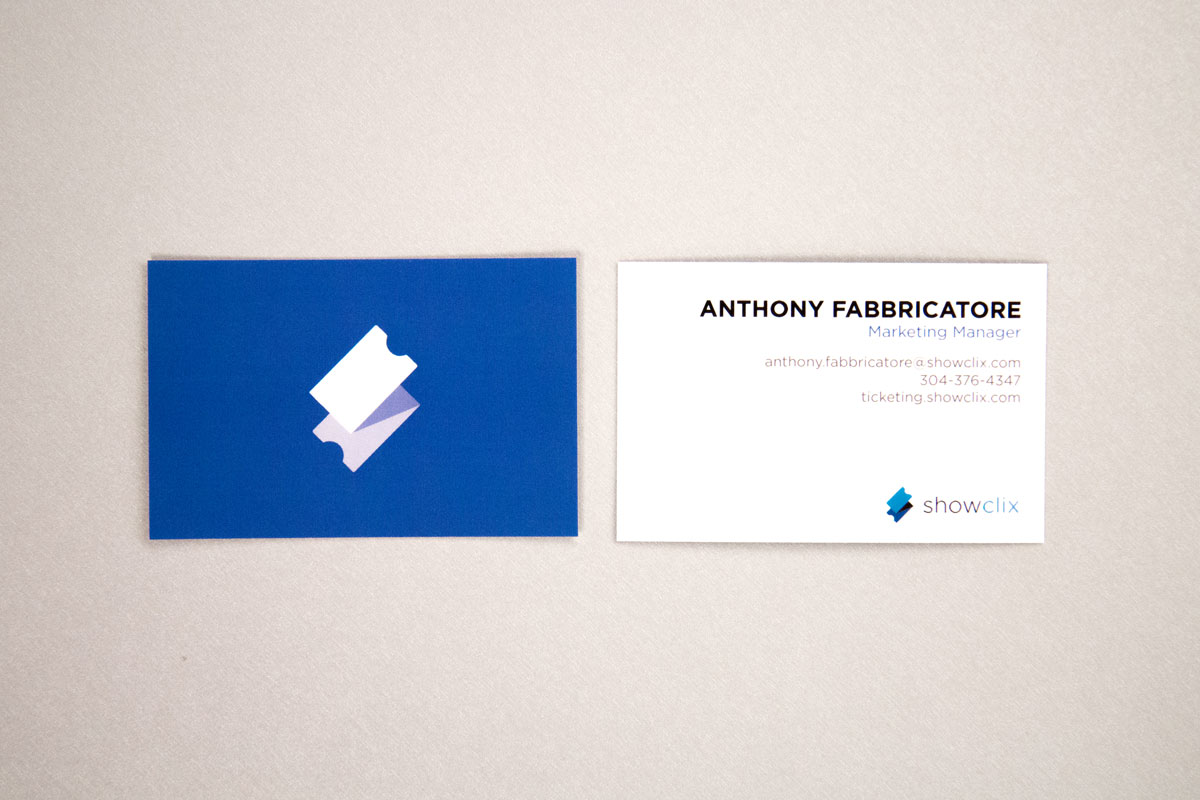 ANTHONY FABBRICATORE
Marketing Manager
anthony.fabbricatore@showclix.com
304-376-4347
ticketing.showclix.com
showclix